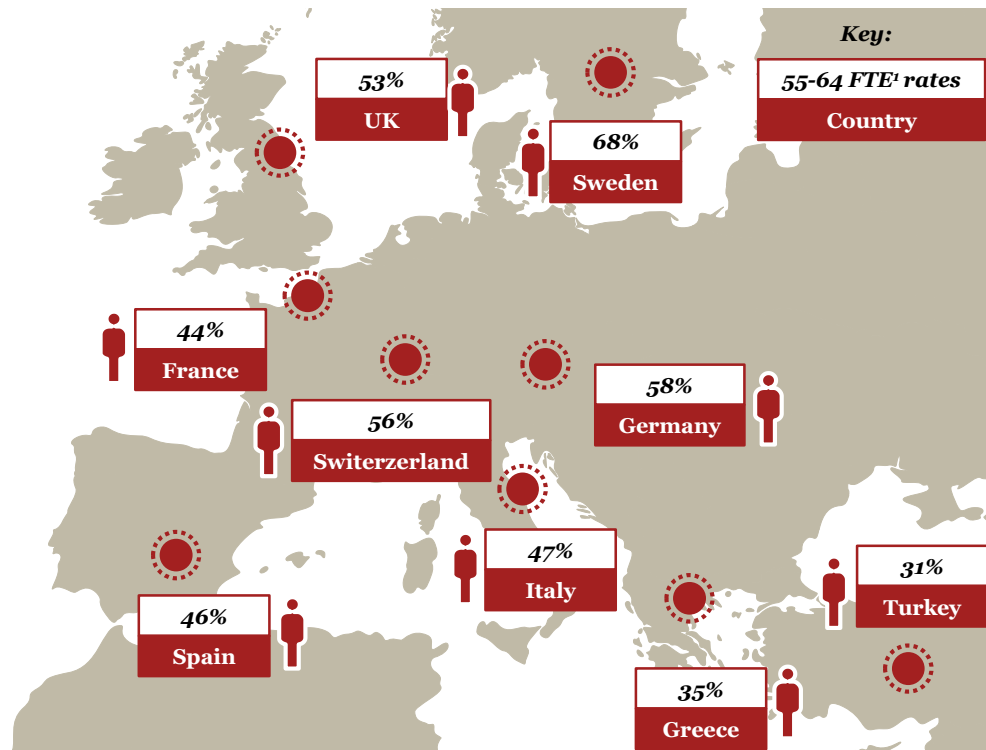 Key:
55-64 FTE¹ rates
Country
53%
UK
68%
Sweden
44%
France
58%
Germany
56%
Switerzerland
47%
Italy
31%
Turkey
46%
Spain
35%
Greece